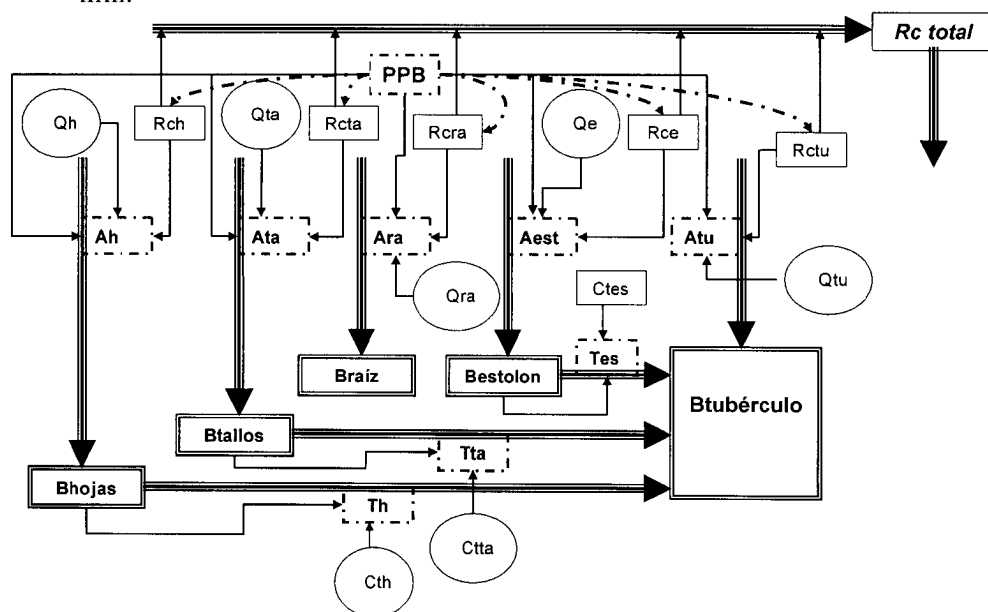 Rc total
PPB
Qh
Rch
Qta
Rcta
Rcra
Qe
Rce
Rctu
Ah
Ata
Ara
Aest
Atu
Qra
Ctes
Qtu
Tes
Braíz
Bestolon
Btubérculo
Btallos
Tta
Bhojas
Th
Ctta
Cth